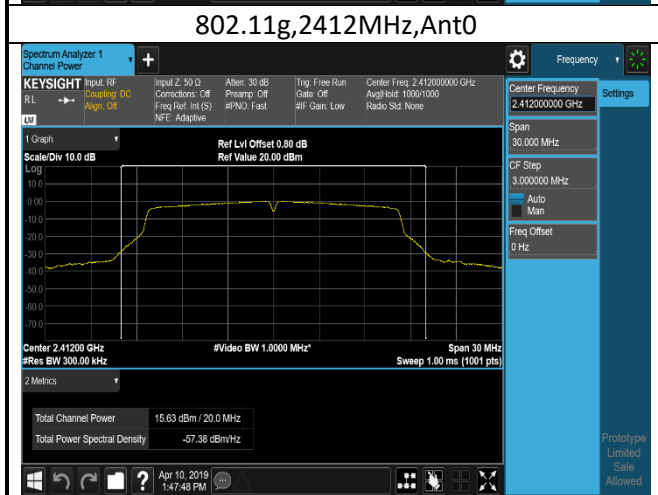 802.11g,2412MHz,Ant0
Spectrum Analyzer 1
Channel Power
+
Frequency
KEYSIGHT
RL
LXI
Input: RF
Coupling: DC
Align: Off
Input Z: 50 Ω
Corrections: Off
Freq Ref: Int (S)
NFE: Adaptive
Atten: 30 dB
Preamp: Off
#PNO: Fast
Trig: Free Run
Gate: Off
#IF Gain: Low
Center Freq: 2.412000000 GHz
Avg|Hold: 1000/1000
Radio Std: None
Center Frequency
2.412000000 GHz
Settings
Span
30.000 MHz
CF Step
3.000000 MHz
Auto
Man
Freq Offset
0 Hz
1 Graph
Scale/Div 10.0 dB
Ref Lvl Offset 0.80 dB
Ref Value 20.00 dBm
Log
10.0
0.00
-10.0
-20.0
-30.0
-40.0
-50.0
-60.0
-70.0
Center 2.41200 GHz
#Res BW 300.00 kHz
#Video BW 1.0000 MHz*
Span 30 MHz
Sweep 1.00 ms (1001 pts)
2 Metrics
Total Channel Power 15.63 dBm / 20.0 MHz
Total Power Spectral Density -57.38 dBm/Hz
Prototype
Limited
Sale
Allowed
?
Apr 10, 2019
1:47:48 PM